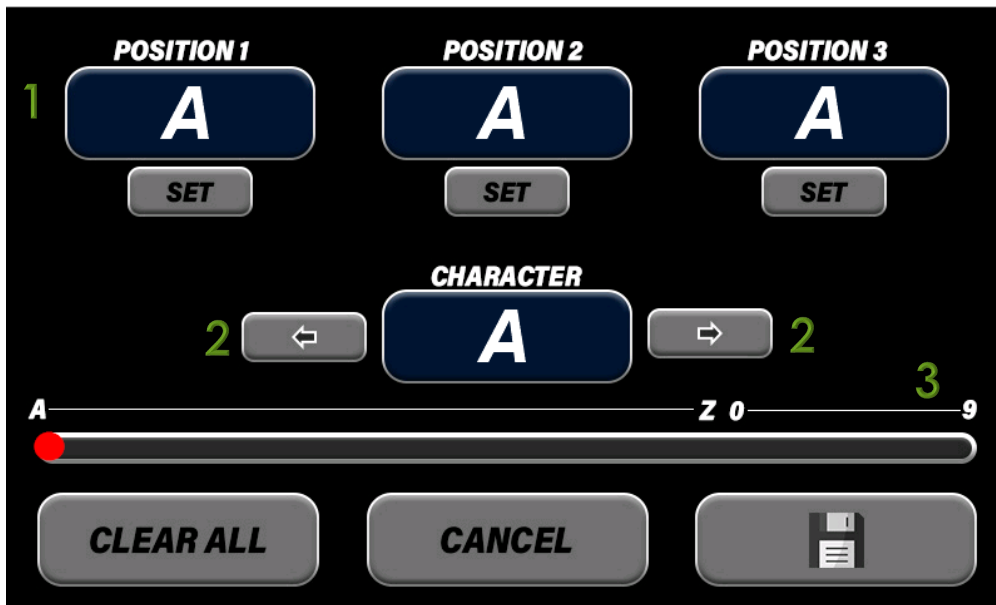 POSITION 1 POSITION 2 POSITION 3
1 A A A
SET SET SET
CHARACTER
2 A 2
3
A Z 0 9
CLEAR ALL CANCEL